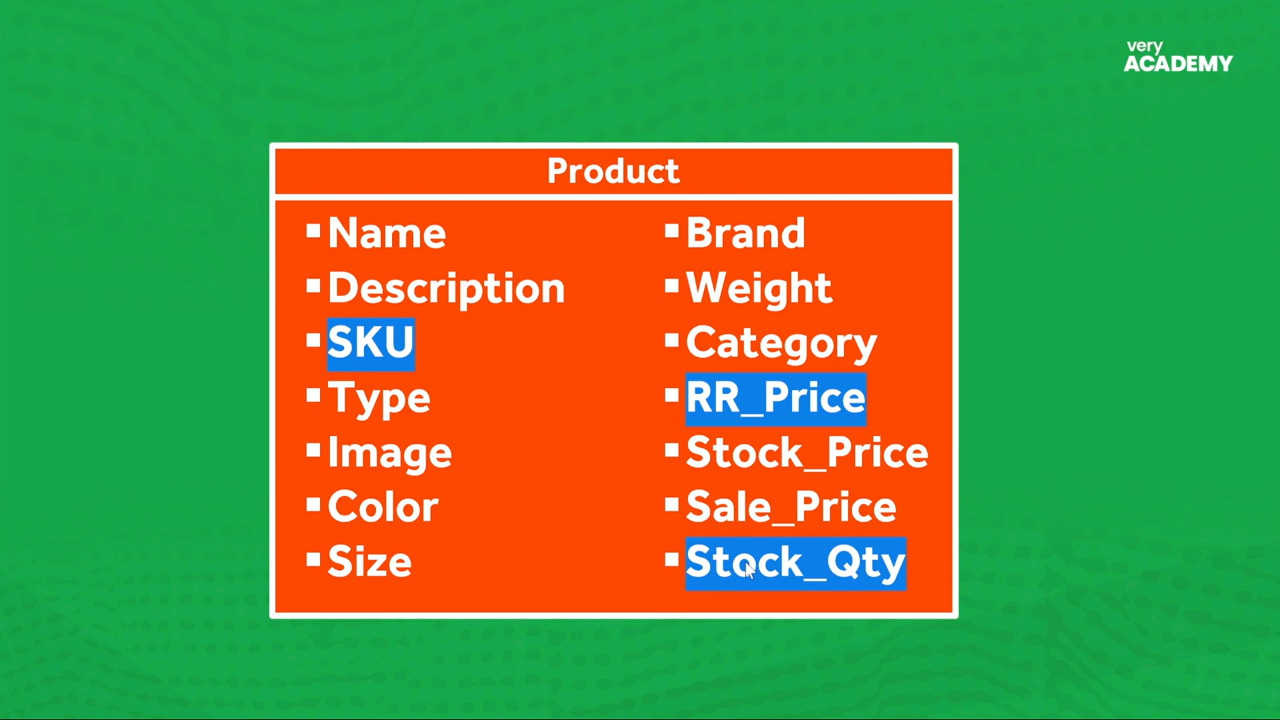 very
ACADEMY
Product
Name
Description
SKU
Type
Image
Color
Size
Brand
Weight
Category
RR_Price
Stock_Price
Sale_Price
Stock_Qty